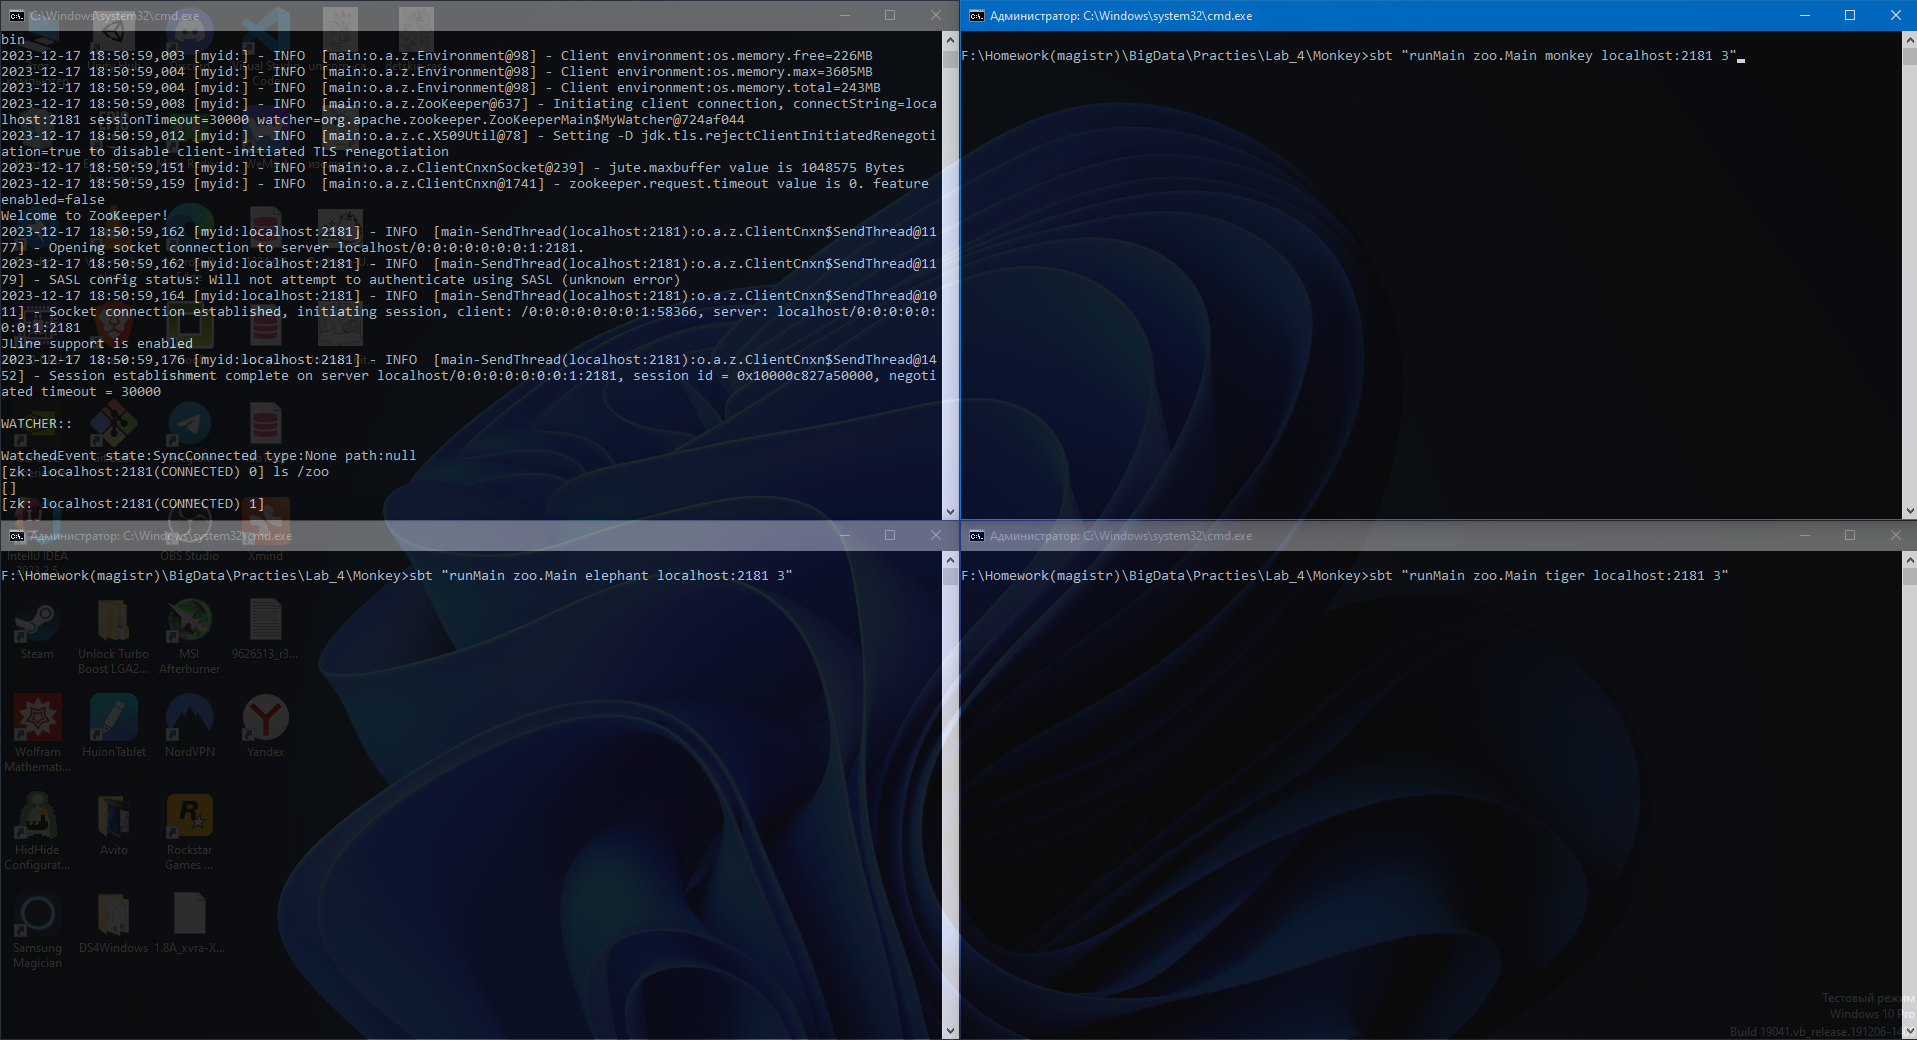 C:\Windows\system32\cmd.exe
bin
2023-12-17 18:50:59,003 [myid:] - INFO  [main:o.a.z.Environment@98] - Client environment:os.memory.free=226MB
2023-12-17 18:50:59,004 [myid:] - INFO  [main:o.a.z.Environment@98] - Client environment:os.memory.max=3605MB
2023-12-17 18:50:59,004 [myid:] - INFO  [main:o.a.z.Environment@98] - Client environment:os.memory.total=243MB
2023-12-17 18:50:59,008 [myid:] - INFO  [main:o.a.z.ZooKeeper@637] - Initiating client connection, connectString=loca
lhost:2181 sessionTimeout=30000 watcher=org.apache.zookeeper.ZooKeeperMain$MyWatcher@724af044
2023-12-17 18:50:59,012 [myid:] - INFO  [main:o.a.z.c.X509Util@78] - Setting -D jdk.tls.rejectClientInitiatedRenegoti
ation=true to disable client-initiated TLS renegotiation
2023-12-17 18:50:59,151 [myid:] - INFO  [main:o.a.z.ClientCnxnSocket@239] - jute.maxbuffer value is 1048575 Bytes
2023-12-17 18:50:59,159 [myid:] - INFO  [main:o.a.z.ClientCnxn@1741] - zookeeper.request.timeout value is 0. feature
enabled=false
Welcome to ZooKeeper!
2023-12-17 18:50:59,162 [myid:localhost:2181] - INFO  [main-SendThread(localhost:2181):o.a.z.ClientCnxn$SendThread@11
77] - Opening socket connection to server localhost/0:0:0:0:0:0:0:1:2181.
2023-12-17 18:50:59,162 [myid:localhost:2181] - INFO  [main-SendThread(localhost:2181):o.a.z.ClientCnxn$SendThread@11
79] - SASL config status: Will not attempt to authenticate using SASL (unknown error)
2023-12-17 18:50:59,164 [myid:localhost:2181] - INFO  [main-SendThread(localhost:2181):o.a.z.ClientCnxn$SendThread@10
11] - Socket connection established, initiating session, client: /0:0:0:0:0:0:0:1:58366, server: localhost/0:0:0:0:0:
0:0:1:2181
JLine support is enabled
2023-12-17 18:50:59,176 [myid:localhost:2181] - INFO  [main-SendThread(localhost:2181):o.a.z.ClientCnxn$SendThread@14
52] - Session establishment complete on server localhost/0:0:0:0:0:0:0:1:2181, session id = 0x10000c827a50000, negoti
ated timeout = 30000
WATCHER::
WatchedEvent state:SyncConnected type:None path:null
[zk: localhost:2181(CONNECTED) 0] ls /zoo
[]
[zk: localhost:2181(CONNECTED) 1]
Администратор: C:\Windows\system32\cmd.exe
F:\Homework(magistr)\BigData\Practies\Lab_4\Monkey>sbt "runMain zoo.Main monkey localhost:2181 3"
Администратор: C:\Windows\system32\cmd.exe
IntelliJ IDEA
OBS Studio
Xmind
F:\Homework(magistr)\BigData\Practies\Lab_4\Monkey>sbt "runMain zoo.Main elephant localhost:2181 3"
Steam
Unlock Turbo
Boost LGA2...
MSI
Afterburner
9626513_r3...
Wolfram
Mathemati...
HuionTablet
NordVPN
Yandex
HidHide
Configurat...
Avito
Rockstar
Games ...
Samsung
Magician
DS4Windows
1.8A_xvra-X...
Администратор: C:\Windows\system32\cmd.exe
F:\Homework(magistr)\BigData\Practies\Lab_4\Monkey>sbt "runMain zoo.Main tiger localhost:2181 3"
Тестовый режим
Windows 10 Pro
Build 19041.vb_release.191206-14